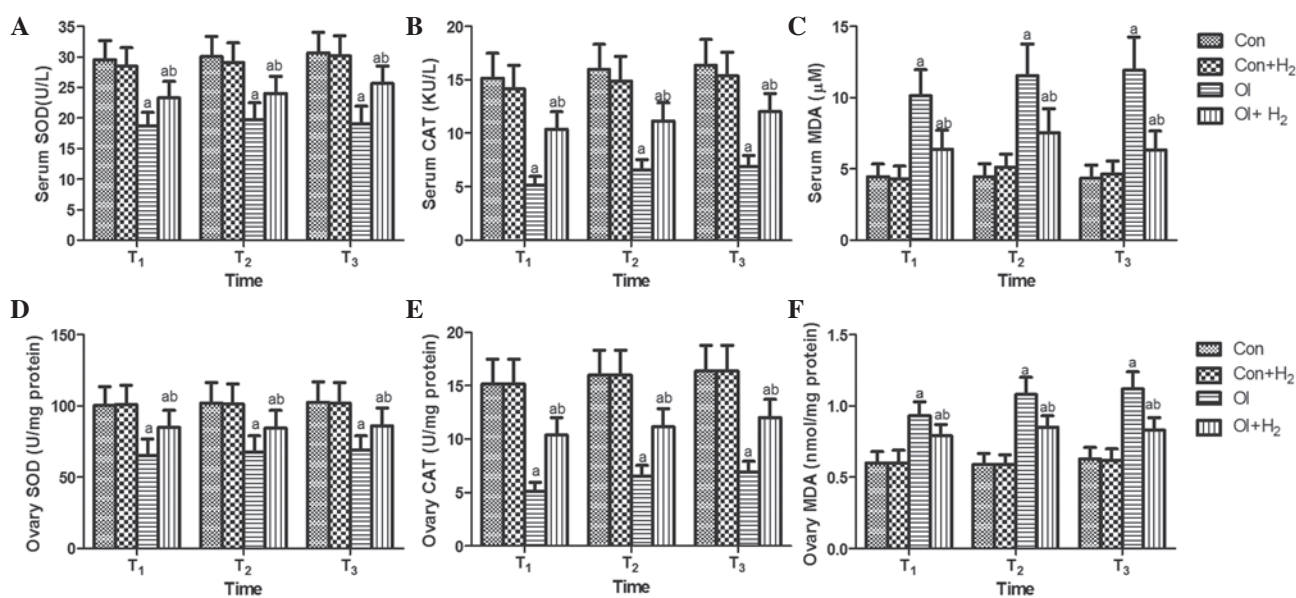 A
Serum SOD(U/L)
35
30
25
20
15
10
5
0
a
ab
a
ab
a
ab
T1
T2
T3
Time
B
Serum CAT (KU/L)
20
15
10
5
0
a
ab
a
ab
a
ab
T1
T2
T3
Time
C
Serum MDA (μM)
15
10
5
0
a
ab
a
ab
a
ab
T1
T2
T3
Time
Con
Con+H2
OI
OI+ H2
D
Ovary SOD (U/mg protein)
150
100
50
0
a
ab
a
ab
a
ab
T1
T2
T3
Time
E
Ovary CAT (U/mg protein)
20
15
10
5
0
a
ab
a
ab
a
ab
T1
T2
T3
Time
F
Ovary MDA (nmol/mg protein)
1.5
1.0
0.5
0.0
a
ab
a
ab
a
ab
T1
T2
T3
Time
Con
Con+H2
OI
OI+H2